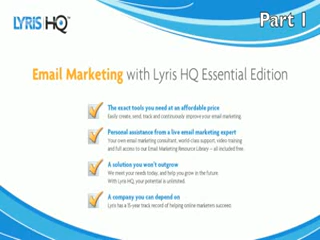 LYRIS HQ
Part 1
Email Marketing with Lyris HQ Essential Edition
The exact tools you need at an affordable price
Easily create, send, track and continuously improve your email marketing.
Personal assistance from a live email marketing expert
Your own email marketing consultant, world-class support, video training
and full access to our Email Marketing Resource Library – all included free.
A solution you won't outgrow
We meet your needs today, and help you grow in the future.
With Lyris HQ, your potential is unlimited.
A company you can depend on
Lyris has a 15-year track record of helping online marketers succeed.